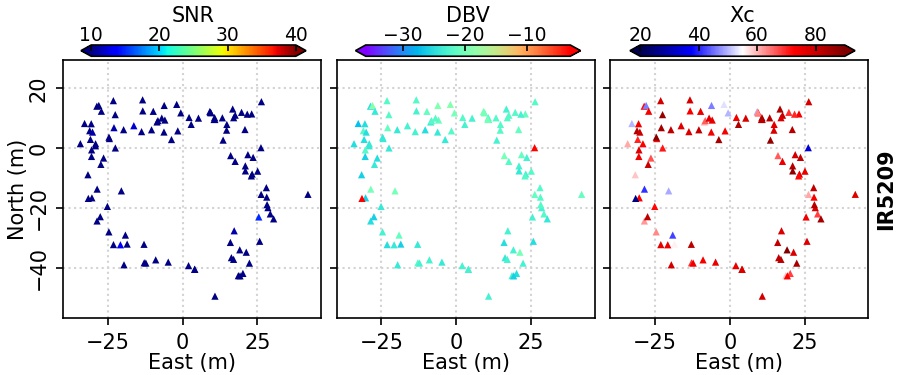 SNR DBV Xc
10 20 30 40 −30 −20 −10 20 40 60 80
20
0
−20
−40
North (m)
IR5209
−25 0 25 −25 0 25 −25 0 25
East (m) East (m) East (m)